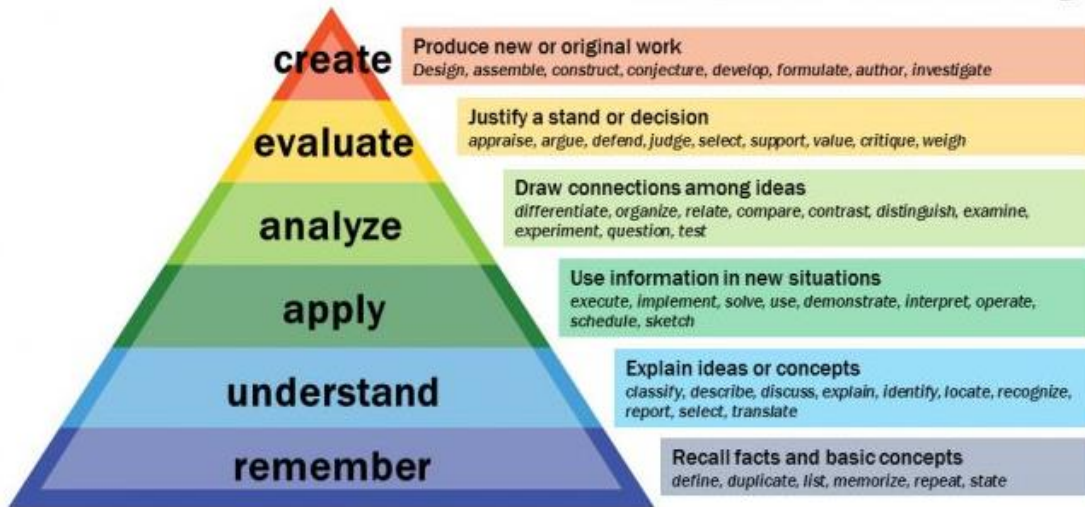 create
Produce new or original work
Design, assemble, construct, conjecture, develop, formulate, author, investigate
evaluate
Justify a stand or decision
appraise, argue, defend, judge, select, support, value, critique, weigh
analyze
Draw connections among ideas
differentiate, organize, relate, compare, contrast, distinguish, examine,
experiment, question, test
apply
Use information in new situations
execute, implement, solve, use, demonstrate, interpret, operate,
schedule, sketch
understand
Explain ideas or concepts
classify, describe, discuss, explain, identify, locate, recognize,
report, select, translate
remember
Recall facts and basic concepts
define, duplicate, list, memorize, repeat, state